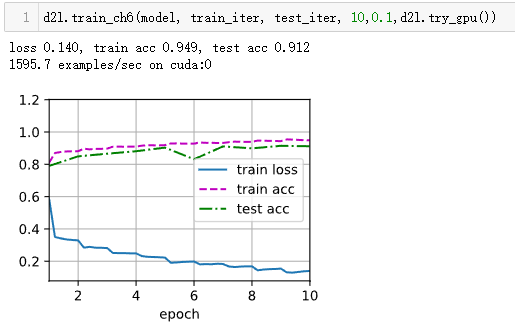 1 d2l.train_ch6(model, train_iter, test_iter, 10,0.1,d2l.try_gpu())
loss 0.140, train acc 0.949, test acc 0.912
1595.7 examples/sec on cuda:0
1.2
1.0
0.8
0.6
0.4
0.2
train loss
train acc
test acc
2 4 6 8 10
epoch